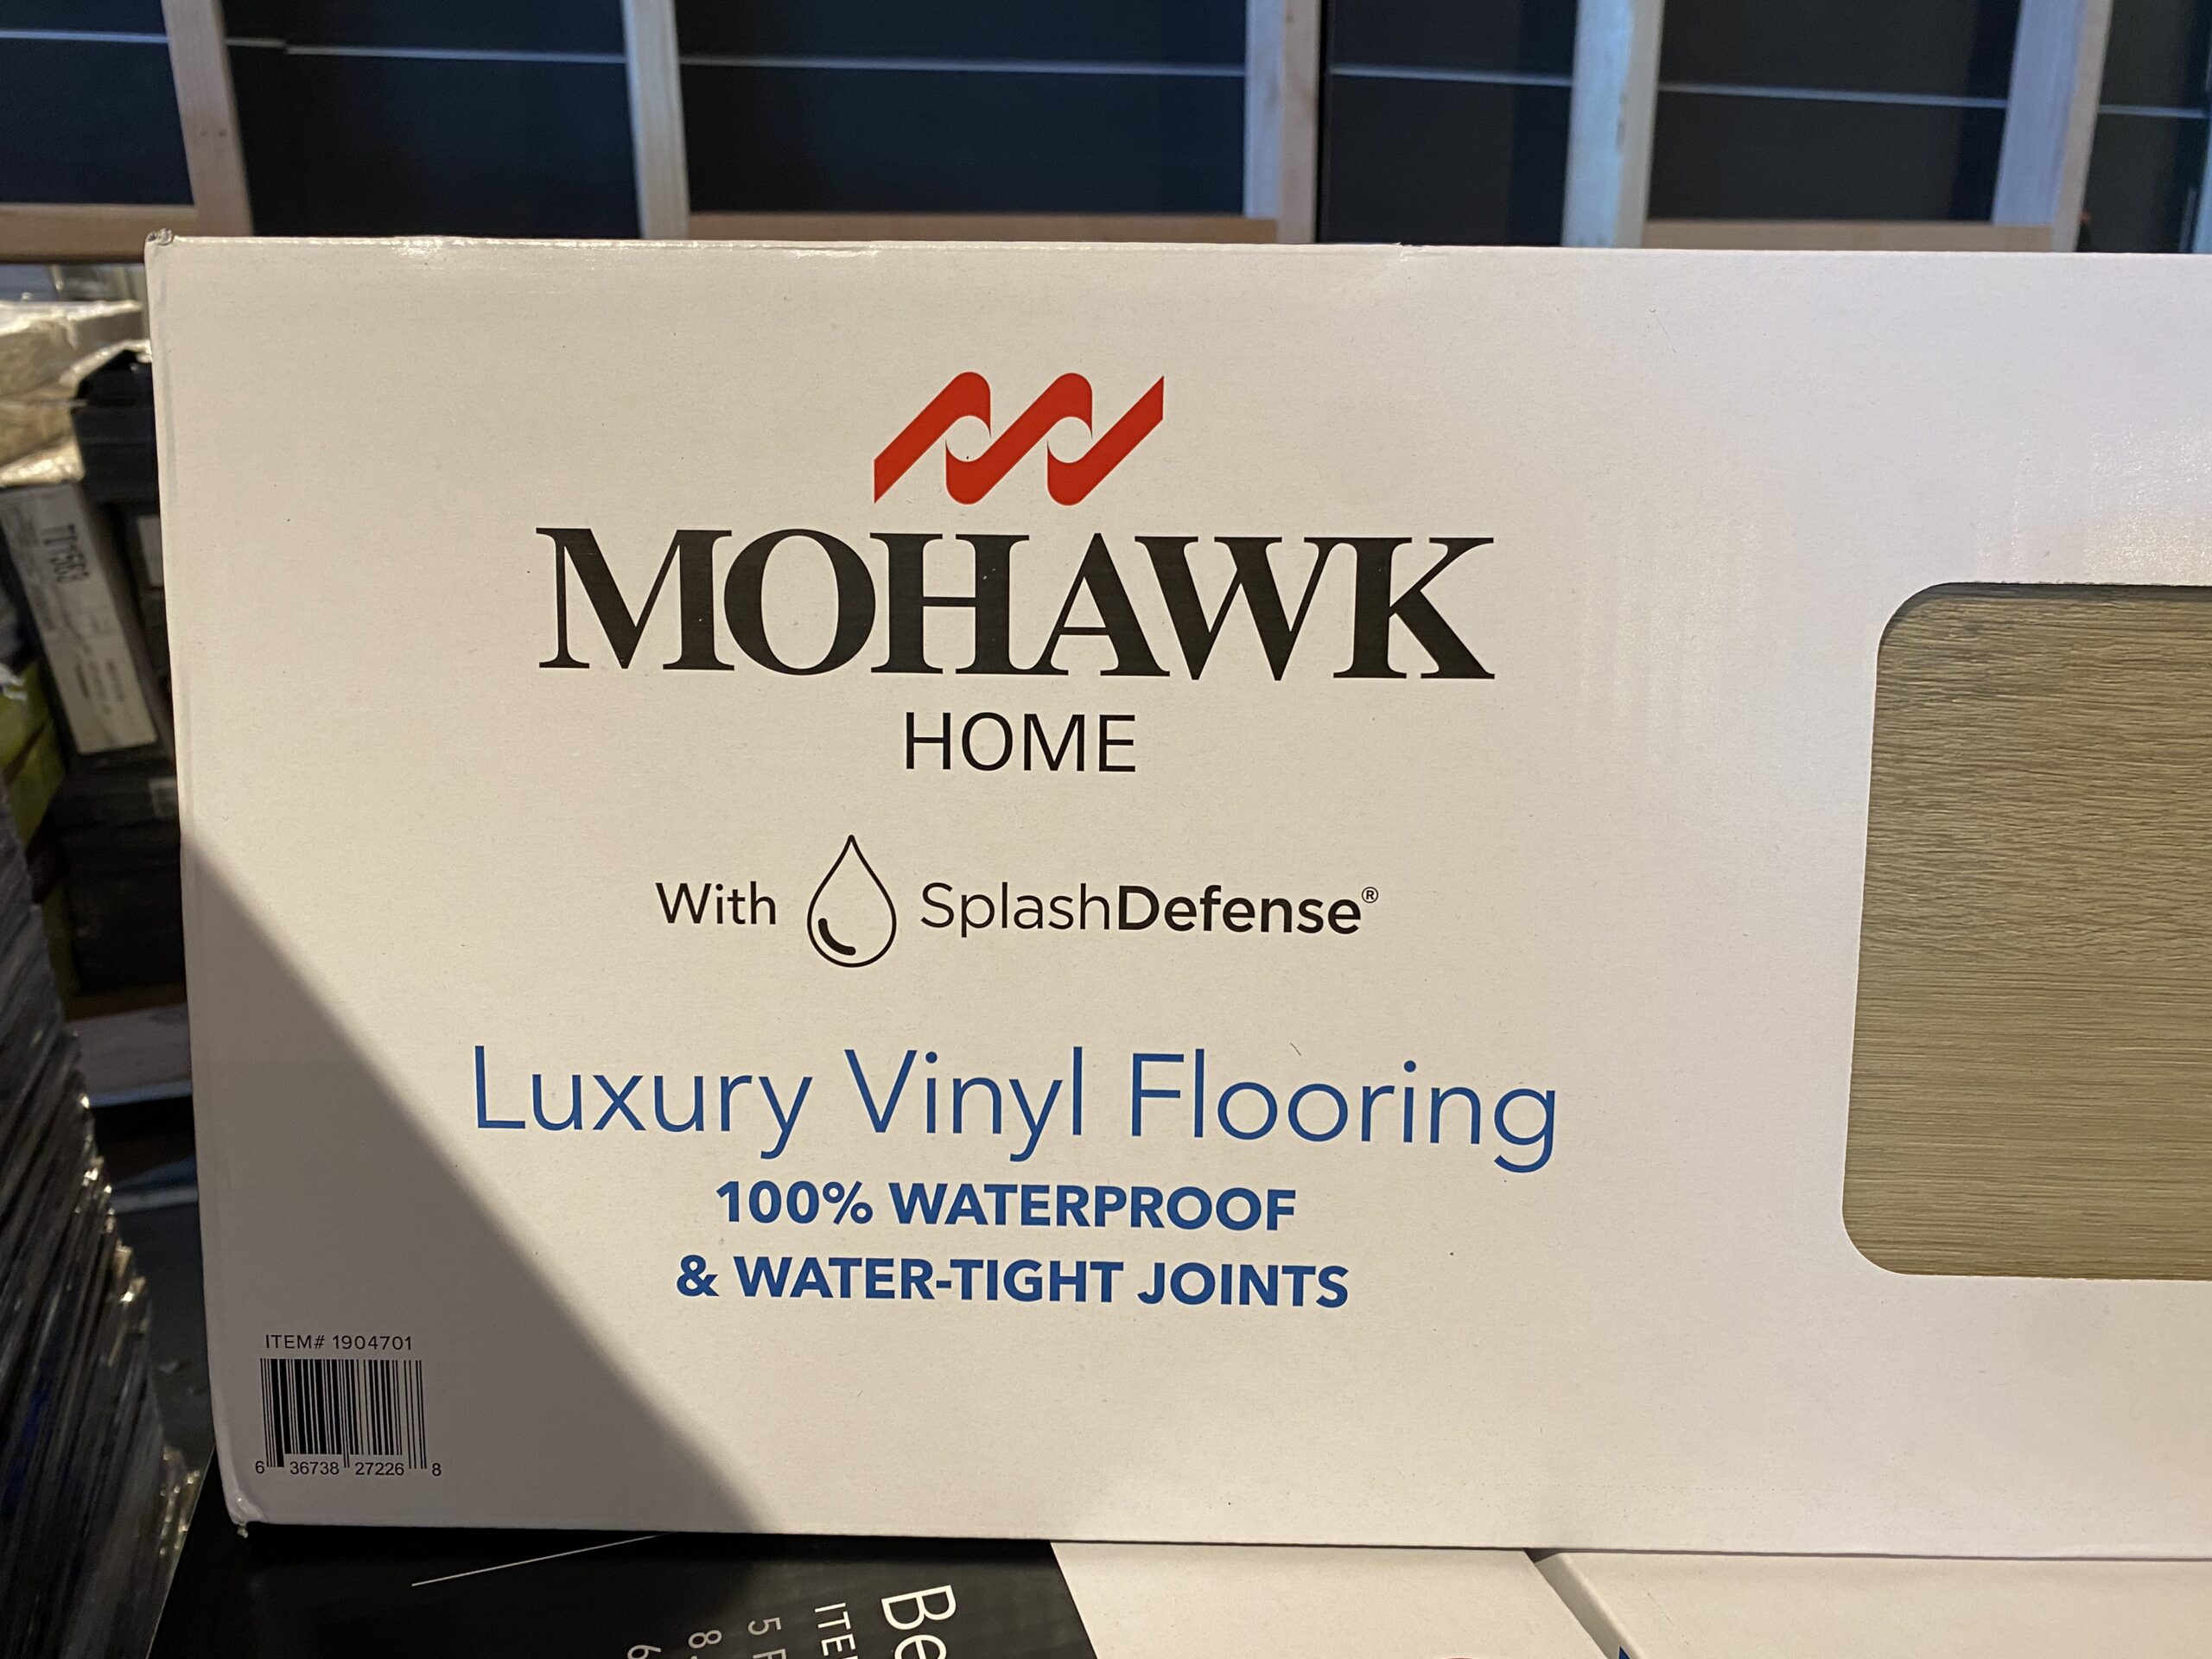 MOHAWK
HOME
With SplashDefense®
Luxury Vinyl Flooring
100% WATERPROOF
& WATER-TIGHT JOINTS
ITEM# 1904701
6 36738 27226 8